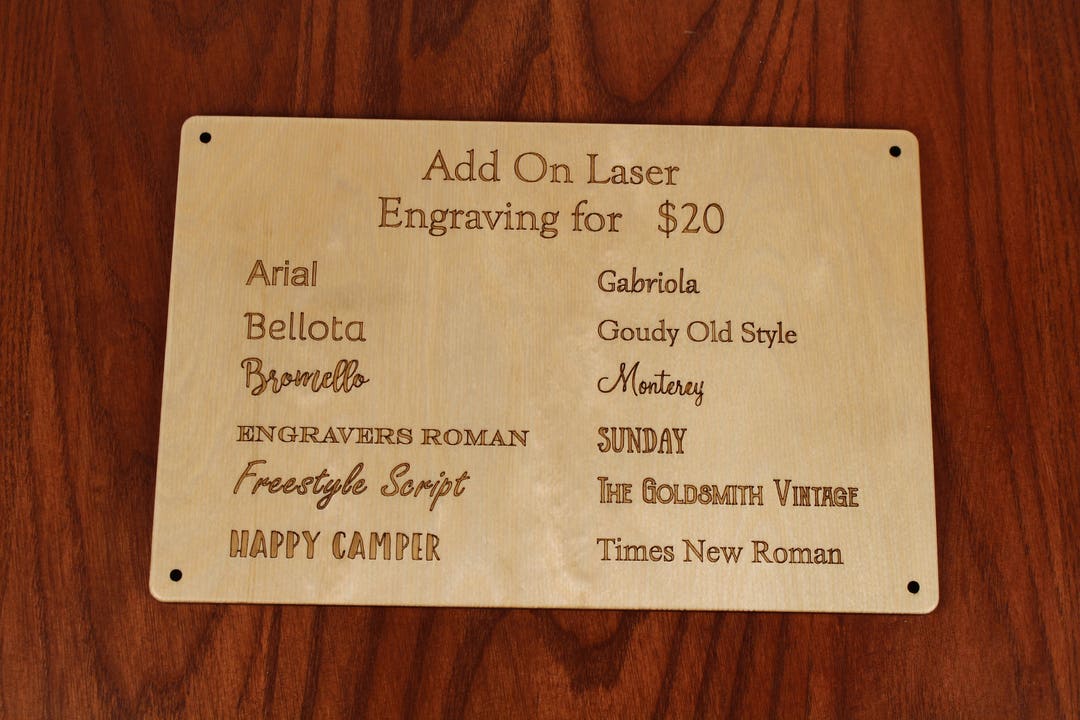 Add On Laser
Engraving for $20
Arial
Bellota
Bromello
ENGRAVERS ROMAN
Freestyle Script
HAPPY CAMPER
Gabriola
Goudy Old Style
Monterey
SUNDAY
THE GOLDSMITH VINTAGE
Times New Roman